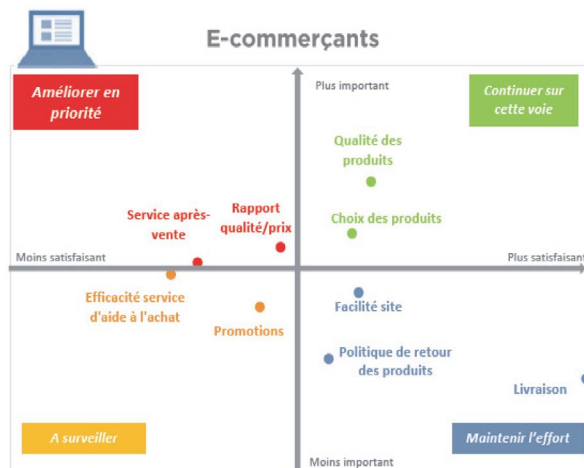 E-commerçants
Améliorer en
priorité
Plus important
Continuer sur
cette voie
Qualité des
produits
Service après-
vente
Rapport
qualité/prix
Choix des produits
Moins satisfaisant
Plus satisfaisant
Efficacité service
d'aide à l'achat
Promotions
Facilité site
Politique de retour
des produits
Livraison
A surveiller
Maintenir l'effort
Moins important